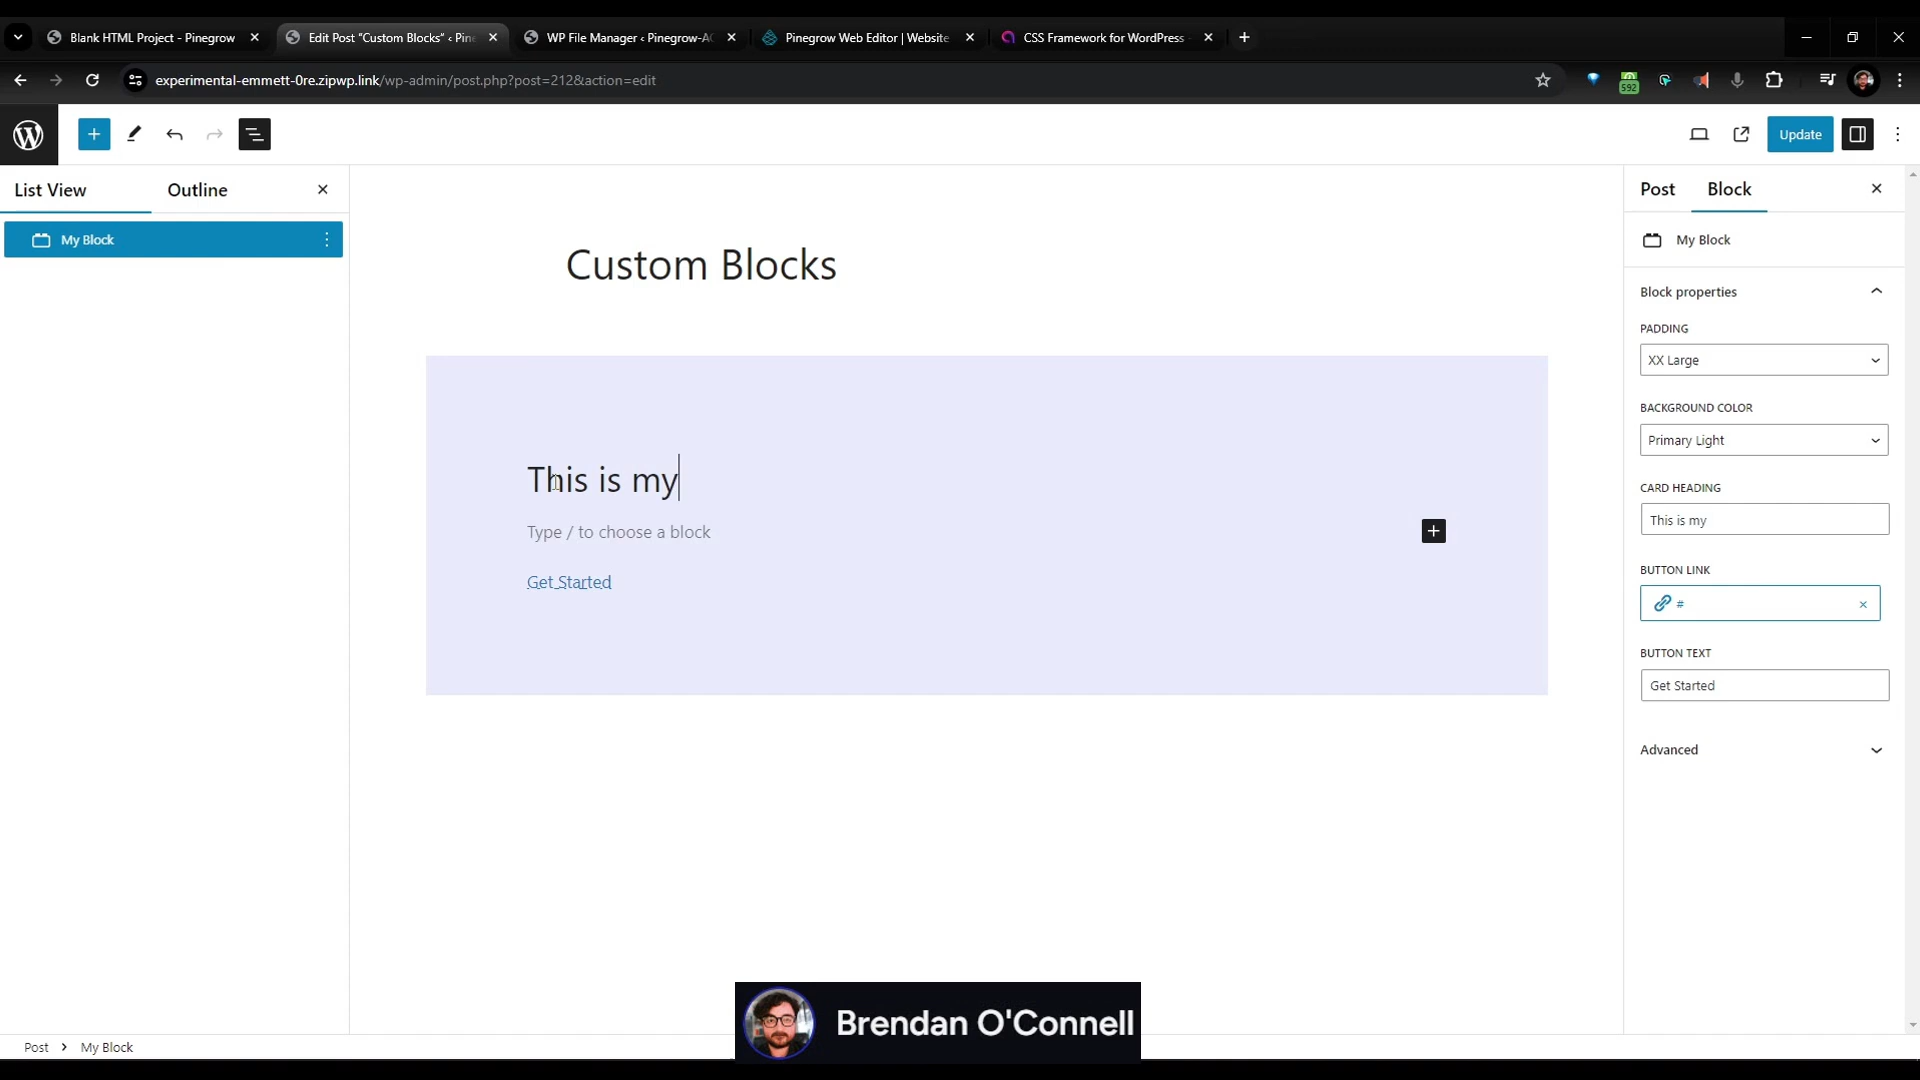 Blank HTML Project - Pinegrow
Edit Post “Custom Blocks” ‹ Pin
WP File Manager ‹ Pinegrow-AC
Pinegrow Web Editor | Website
CSS Framework for WordPress -
experimental-emmett-0re.zipwp.link/wp-admin/post.php?post=212&action=edit
592
Update
List View
Outline
Post
Block
My Block
My Block
Custom Blocks
Block properties
PADDING
XX Large
BACKGROUND COLOR
Primary Light
This is my
CARD HEADING
This is my
Type / to choose a block
Get Started
BUTTON LINK
#
BUTTON TEXT
Get Started
Advanced
Brendan O'Connell
Post > My Block